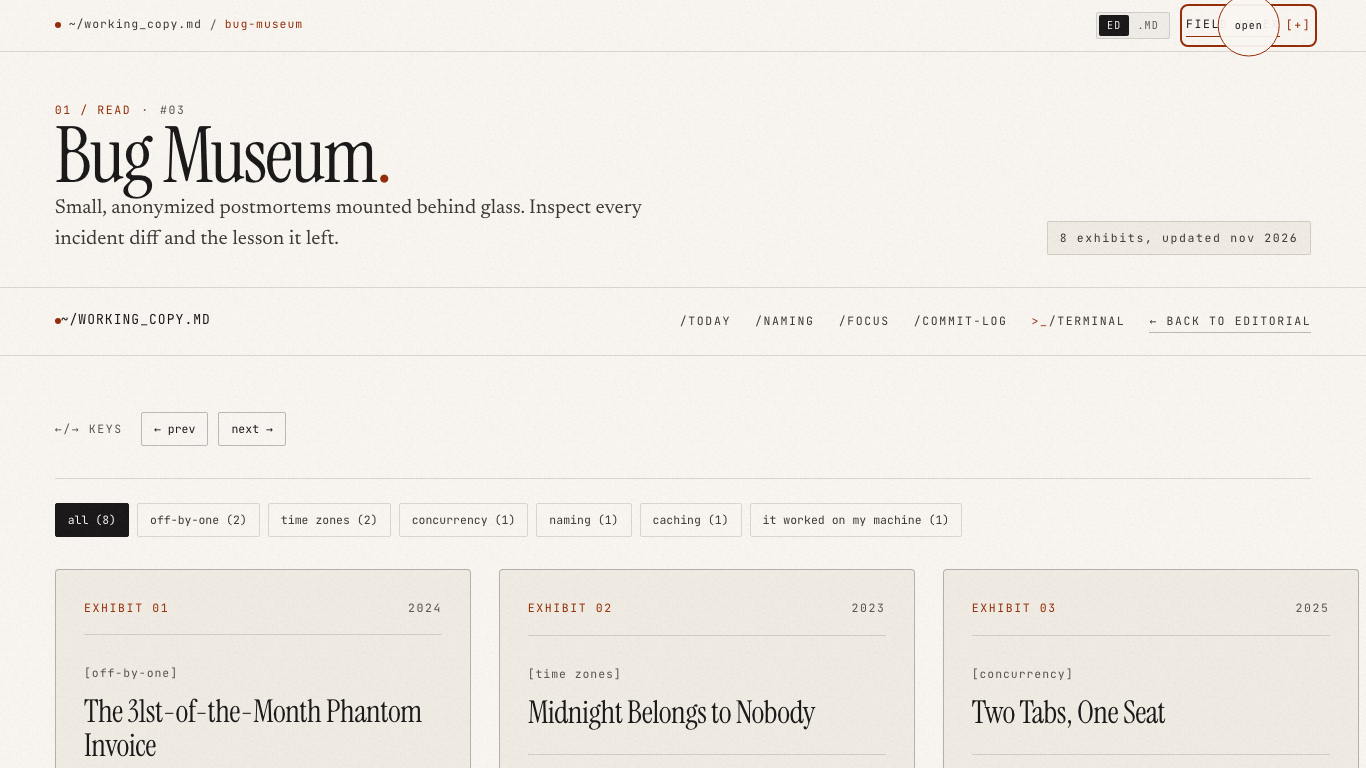 ~/working_copy.md / bug-museum
ED .MD open [+]
01 / READ · #03
Bug Museum.
Small, anonymized postmortems mounted behind glass. Inspect every
incident diff and the lesson it left.
8 exhibits, updated nov 2026
~/WORKING_COPY.MD
/TODAY /NAMING /FOCUS /COMMIT-LOG >_/TERMINAL ← BACK TO EDITORIAL
←/→ KEYS ← prev next →
all (8) off-by-one (2) time zones (2) concurrency (1) naming (1) caching (1) it worked on my machine (1)
EXHIBIT 01 2024
[off-by-one]
The 31st-of-the-Month Phantom
Invoice
EXHIBIT 02 2023
[time zones]
Midnight Belongs to Nobody
EXHIBIT 03 2025
[concurrency]
Two Tabs, One Seat